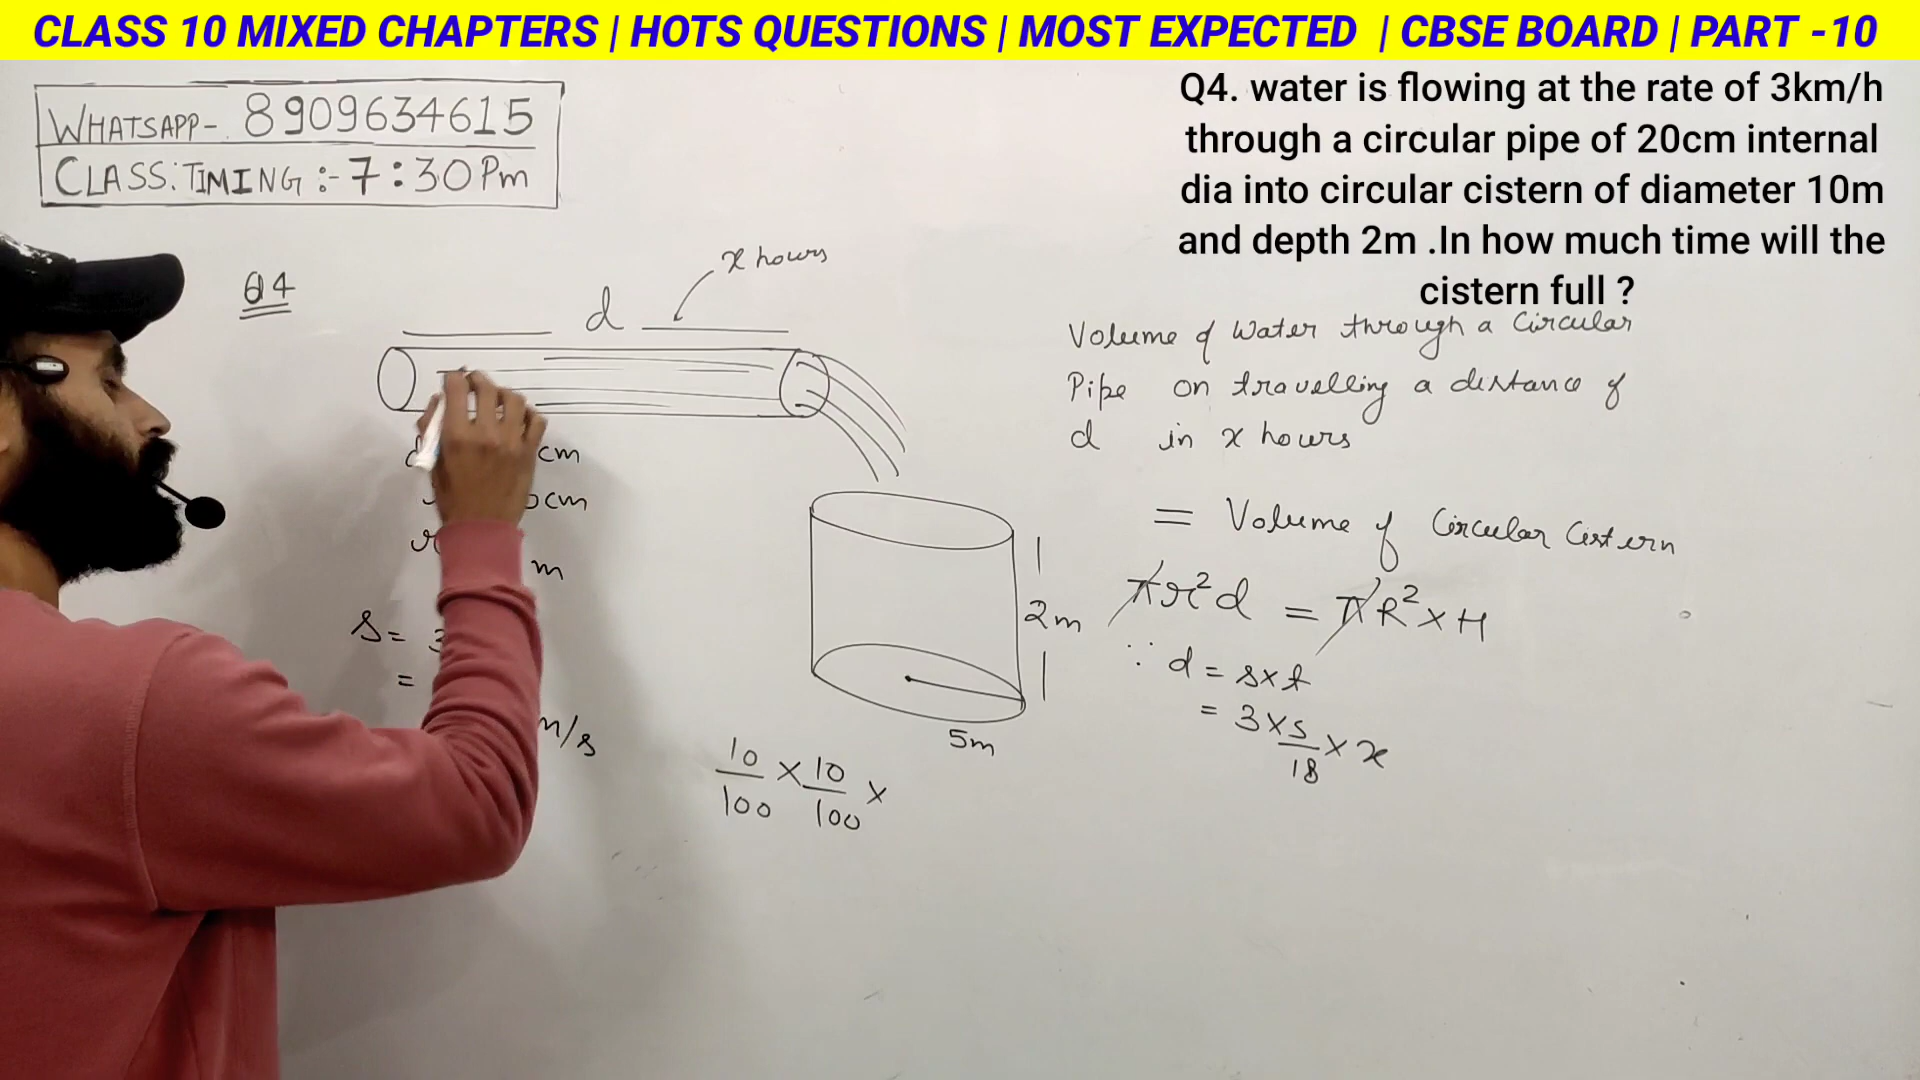 CLASS 10 MIXED CHAPTERS | HOTS QUESTIONS | MOST EXPECTED | CBSE BOARD | PART -10
WHATSAPP- 8909634615
CLASS: TIMING :- 7:30 Pm
Q4. water is flowing at the rate of 3km/h
through a circular pipe of 20cm internal
dia into circular cistern of diameter 10m
and depth 2m .In how much time will the
cistern full ?
Q4
x hours
d
cm
cm
m
s = 3
=
m/s
2m
5m
10/100 × 10/100 ×
Volume of Water through a Circular
Pipe on travelling a distance of
d in x hours
= Volume of Circular Cistern
πr²d = πR² × H
∵ d = s×t
= 3 × 5/18 × x